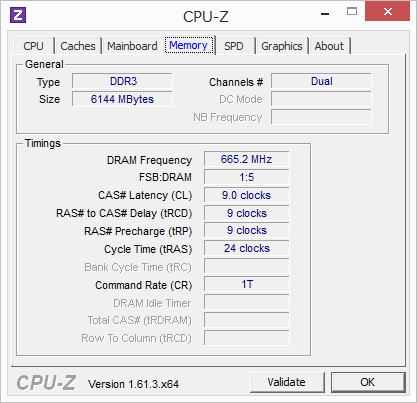 CPU-Z
CPU Caches Mainboard Memory SPD Graphics About
General
Type DDR3 Channels # Dual
Size 6144 MBytes DC Mode
NB Frequency
Timings
DRAM Frequency 665.2 MHz
FSB:DRAM 1:5
CAS# Latency (CL) 9.0 clocks
RAS# to CAS# Delay (tRCD) 9 clocks
RAS# Precharge (tRP) 9 clocks
Cycle Time (tRAS) 24 clocks
Bank Cycle Time (tRC)
Command Rate (CR) 1T
DRAM Idle Timer
Total CAS# (tRDRAM)
Row To Column (tRCD)
CPU-Z Version 1.61.3.x64 Validate OK